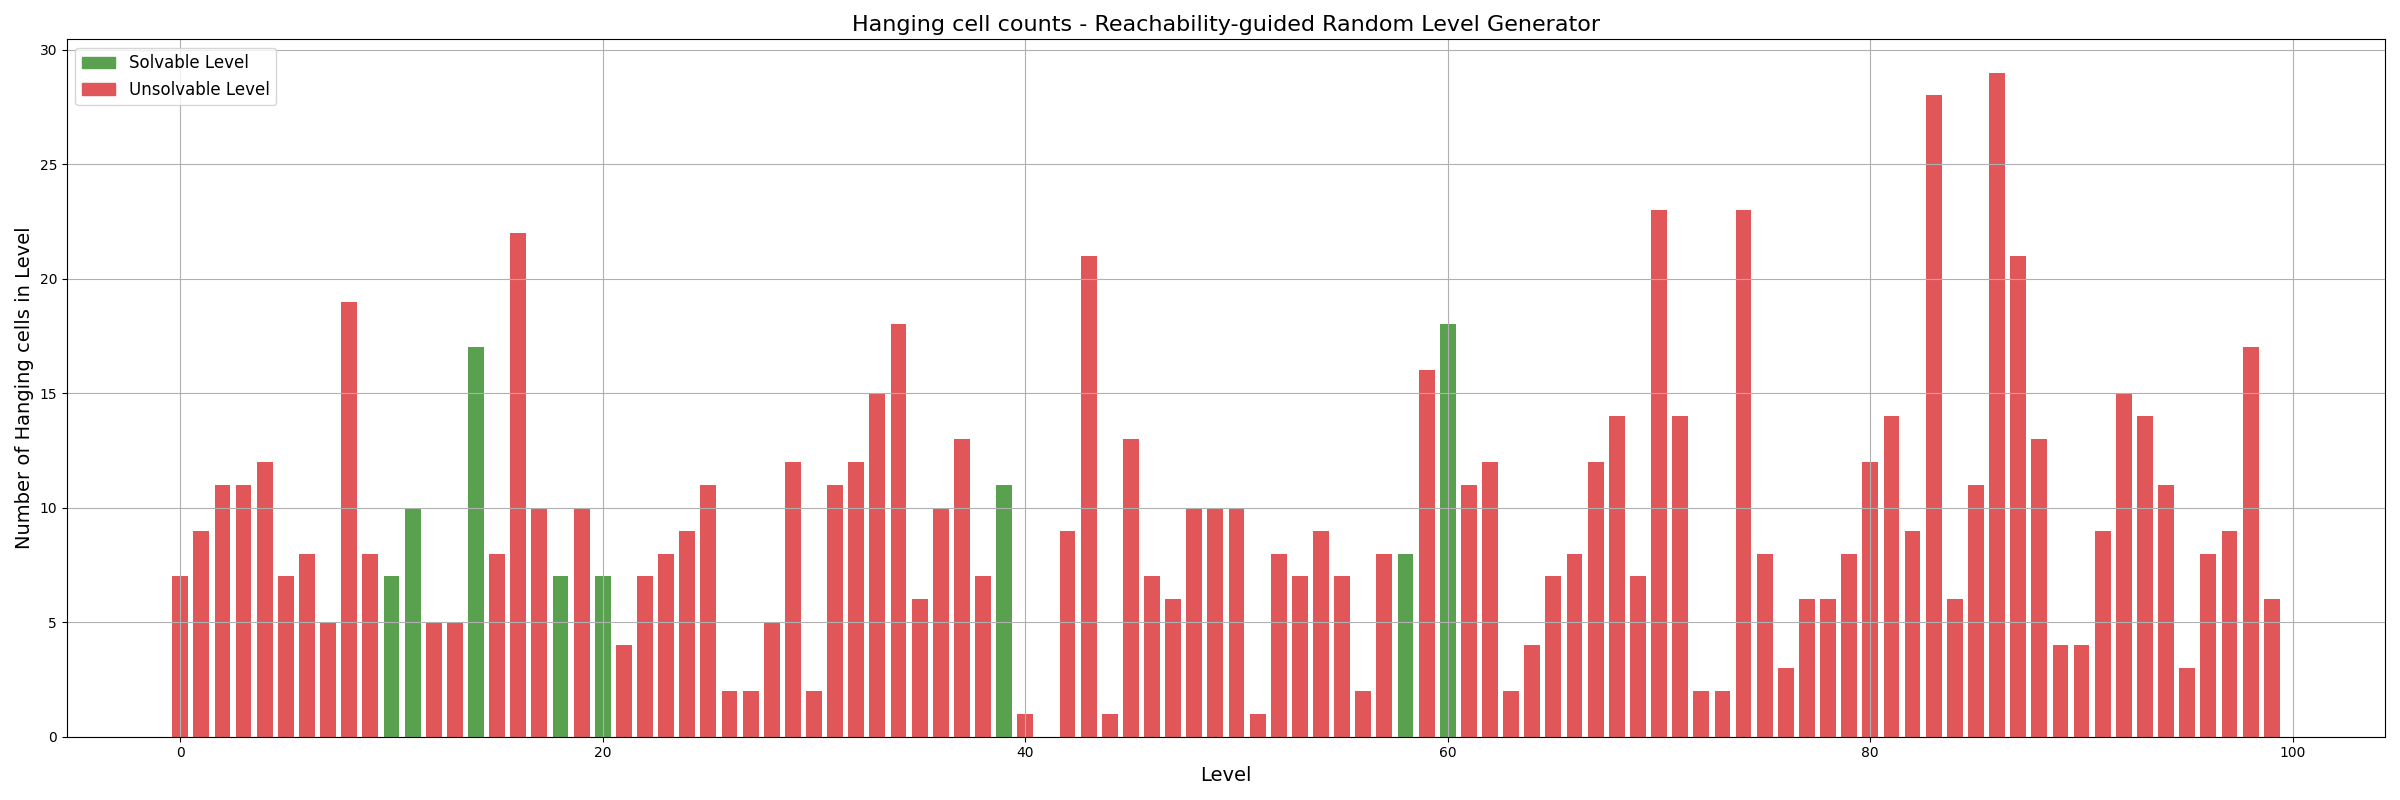 Hanging cell counts - Reachability-guided Random Level Generator
Solvable Level
Unsolvable Level
Number of Hanging cells in Level
30
25
20
15
10
5
0
0 20 40 60 80 100
Level